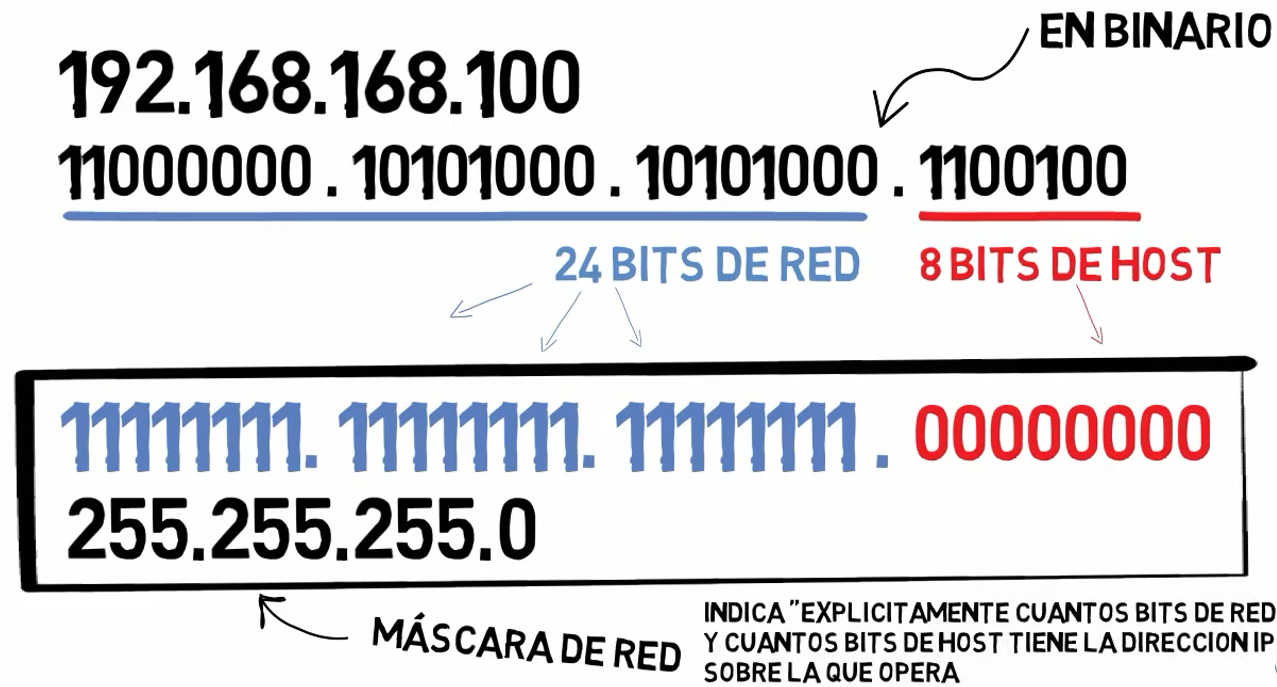 EN BINARIO
192.168.168.100
11000000 . 10101000 . 10101000 . 1100100
24 BITS DE RED
8 BITS DE HOST
11111111. 11111111. 11111111 . 00000000
255.255.255.0
MÁSCARA DE RED
INDICA "EXPLICITAMENTE CUANTOS BITS DE RED
Y CUANTOS BITS DE HOST TIENE LA DIRECCION IP
SOBRE LA QUE OPERA